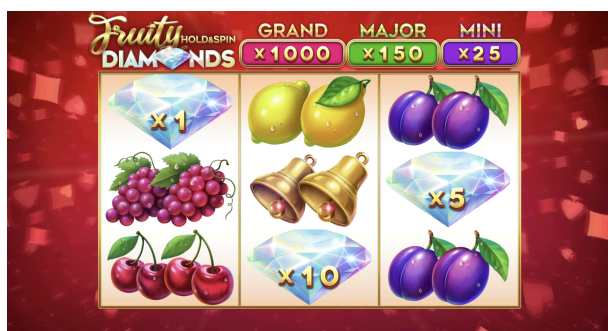 Fruity HOLD&SPIN
DIAMONDS
GRAND
x1000
MAJOR
x150
MINI
x25
x1
x5
x10